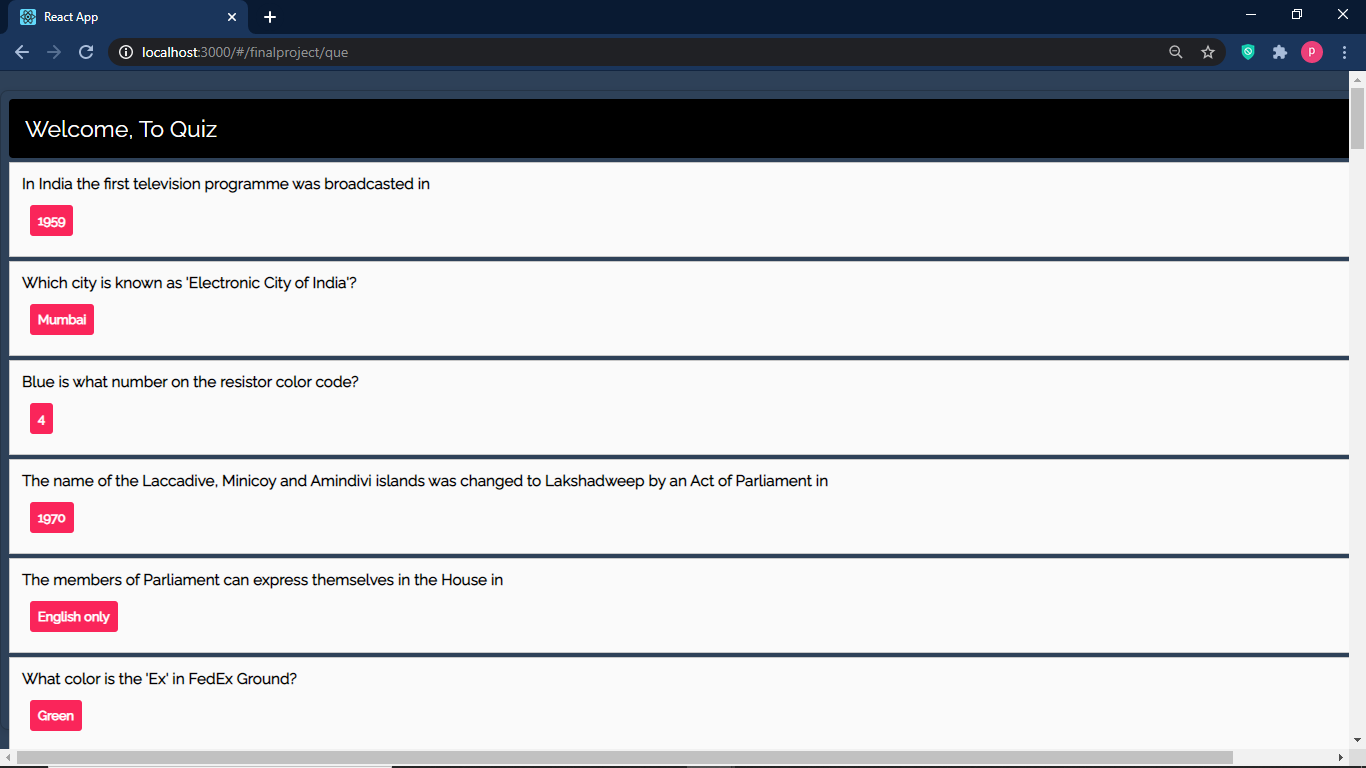 React App
localhost:3000/#/finalproject/que
P
Welcome, To Quiz
In India the first television programme was broadcasted in
1959
Which city is known as 'Electronic City of India'?
Mumbai
Blue is what number on the resistor color code?
4
The name of the Laccadive, Minicoy and Amindivi islands was changed to Lakshadweep by an Act of Parliament in
1970
The members of Parliament can express themselves in the House in
English only
What color is the 'Ex' in FedEx Ground?
Green